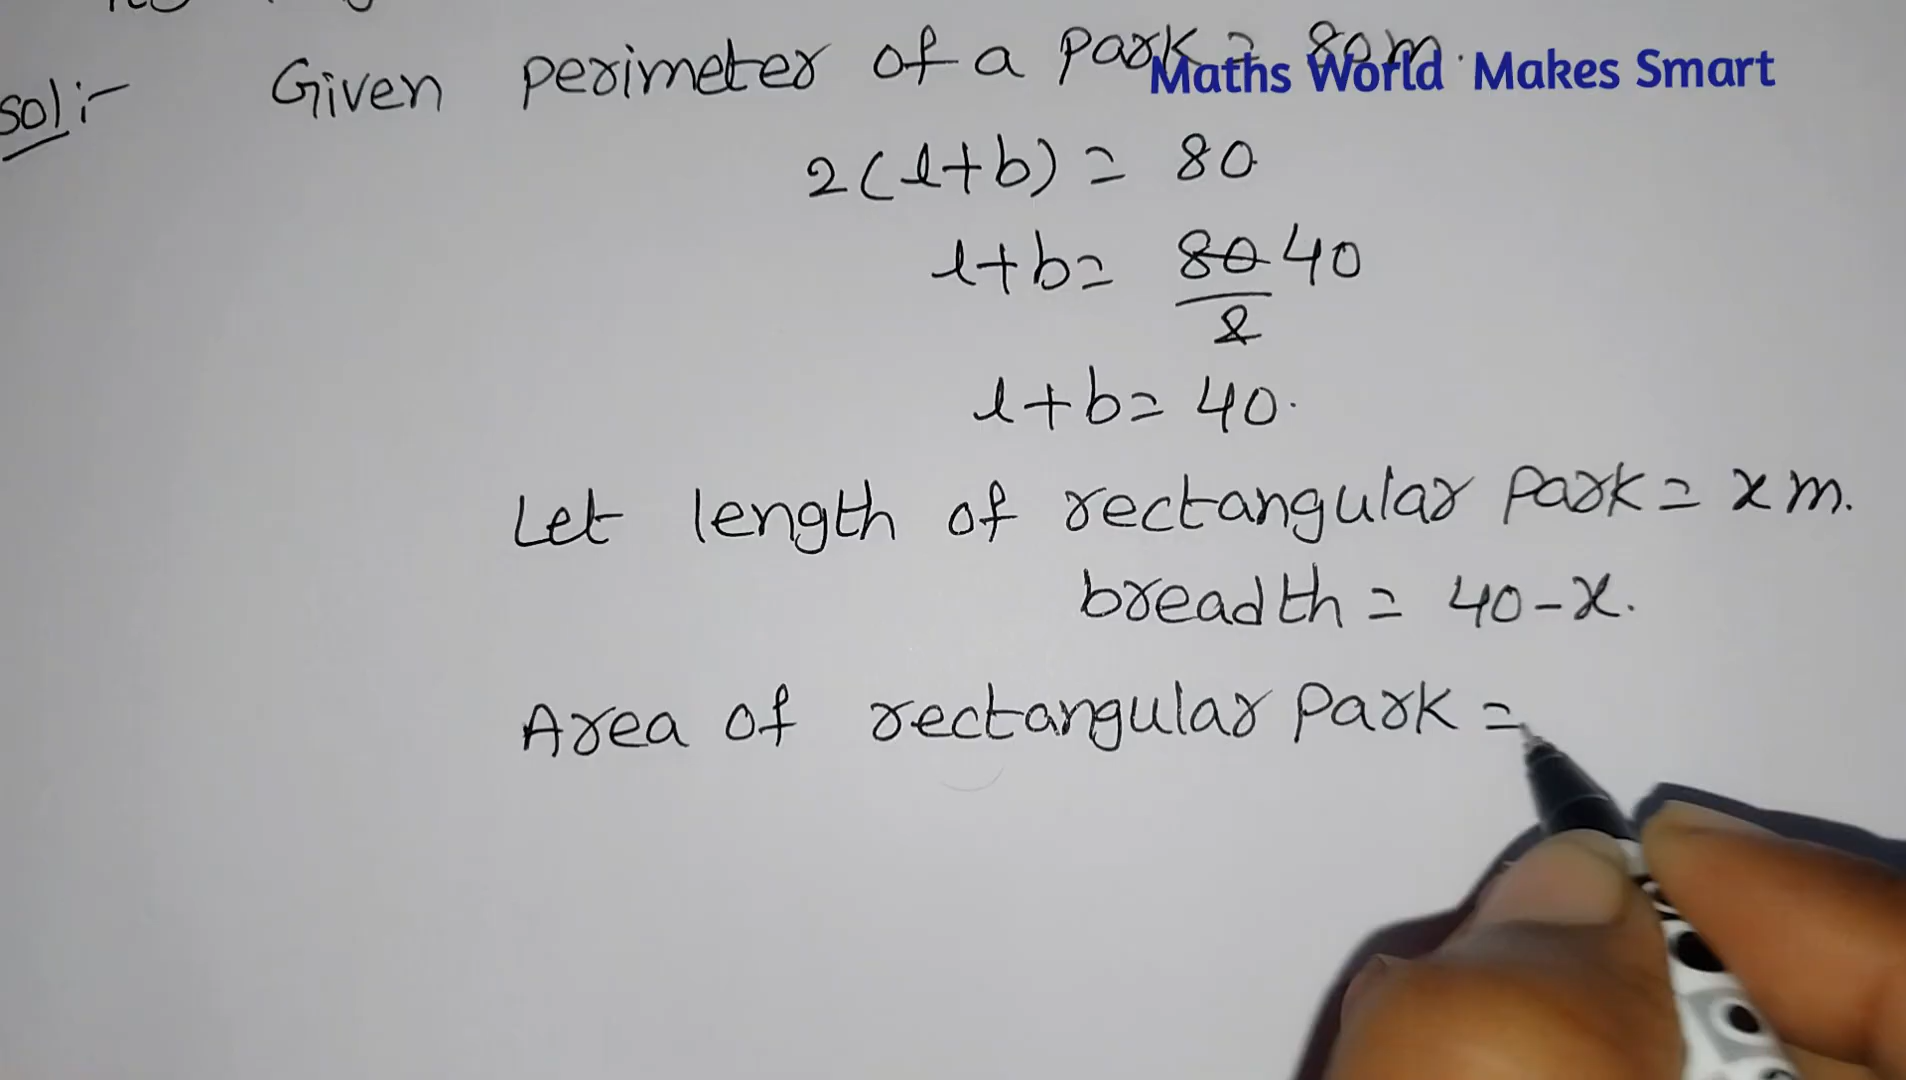 Sol:- Given perimeter of a park = 80m.
Maths World Makes Smart
2(l+b) = 80
l+b= 80/2 40
l+b= 40.
Let length of rectangular park = x m.
breadth = 40-x.
Area of rectangular park =